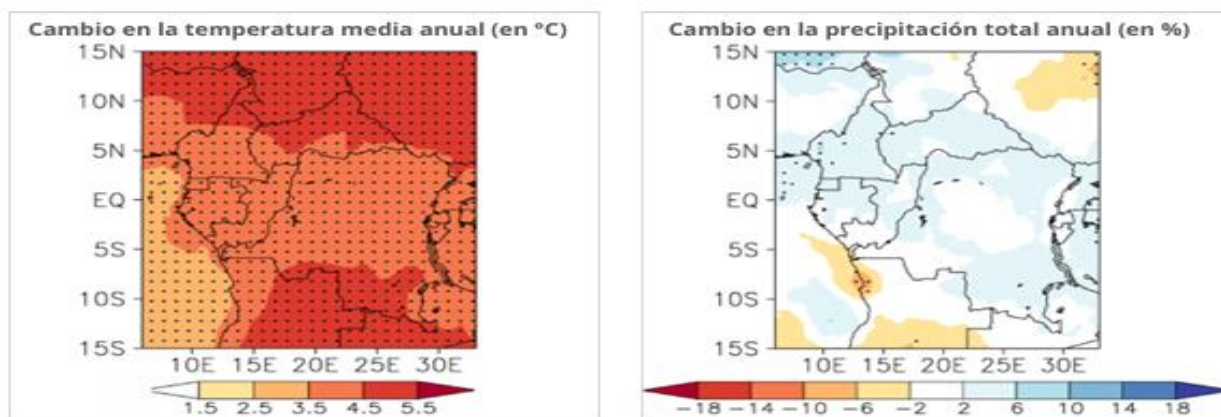 Cambio en la temperatura media anual (en °C)
15N
10N
5N
EQ
5S
10S
15S
10E 15E 20E 25E 30E
1.5 2.5 3.5 4.5 5.5
Cambio en la precipitación total anual (en %)
15N
10N
5N
EQ
5S
10S
15S
10E 15E 20E 25E 30E
−18 −14 −10 −6 −2 2 6 10 14 18